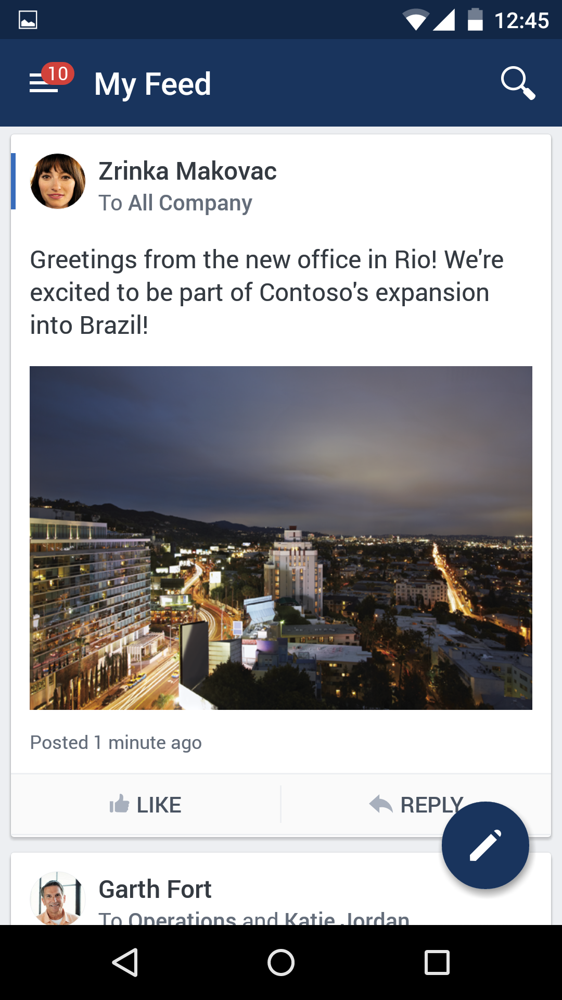 12:45
10
My Feed
Zrinka Makovac
To All Company
Greetings from the new office in Rio! We're
excited to be part of Contoso's expansion
into Brazil!
Posted 1 minute ago
LIKE
REPLY
Garth Fort
To Operations and Katie Jordan